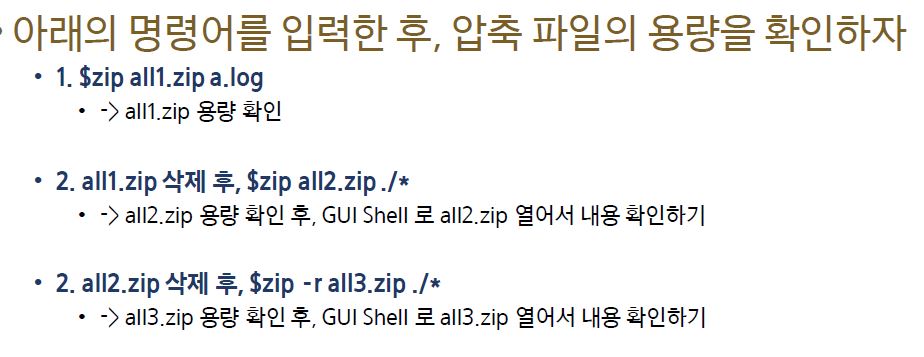 • 아래의 명령어를 입력한 후, 압축 파일의 용량을 확인하자
• 1. $zip all1.zip a.log
• -> all1.zip 용량 확인
• 2. all1.zip 삭제 후, $zip all2.zip ./*
• -> all2.zip 용량 확인 후, GUI Shell 로 all2.zip 열어서 내용 확인하기
• 2. all2.zip 삭제 후, $zip -r all3.zip ./*
• -> all3.zip 용량 확인 후, GUI Shell 로 all3.zip 열어서 내용 확인하기